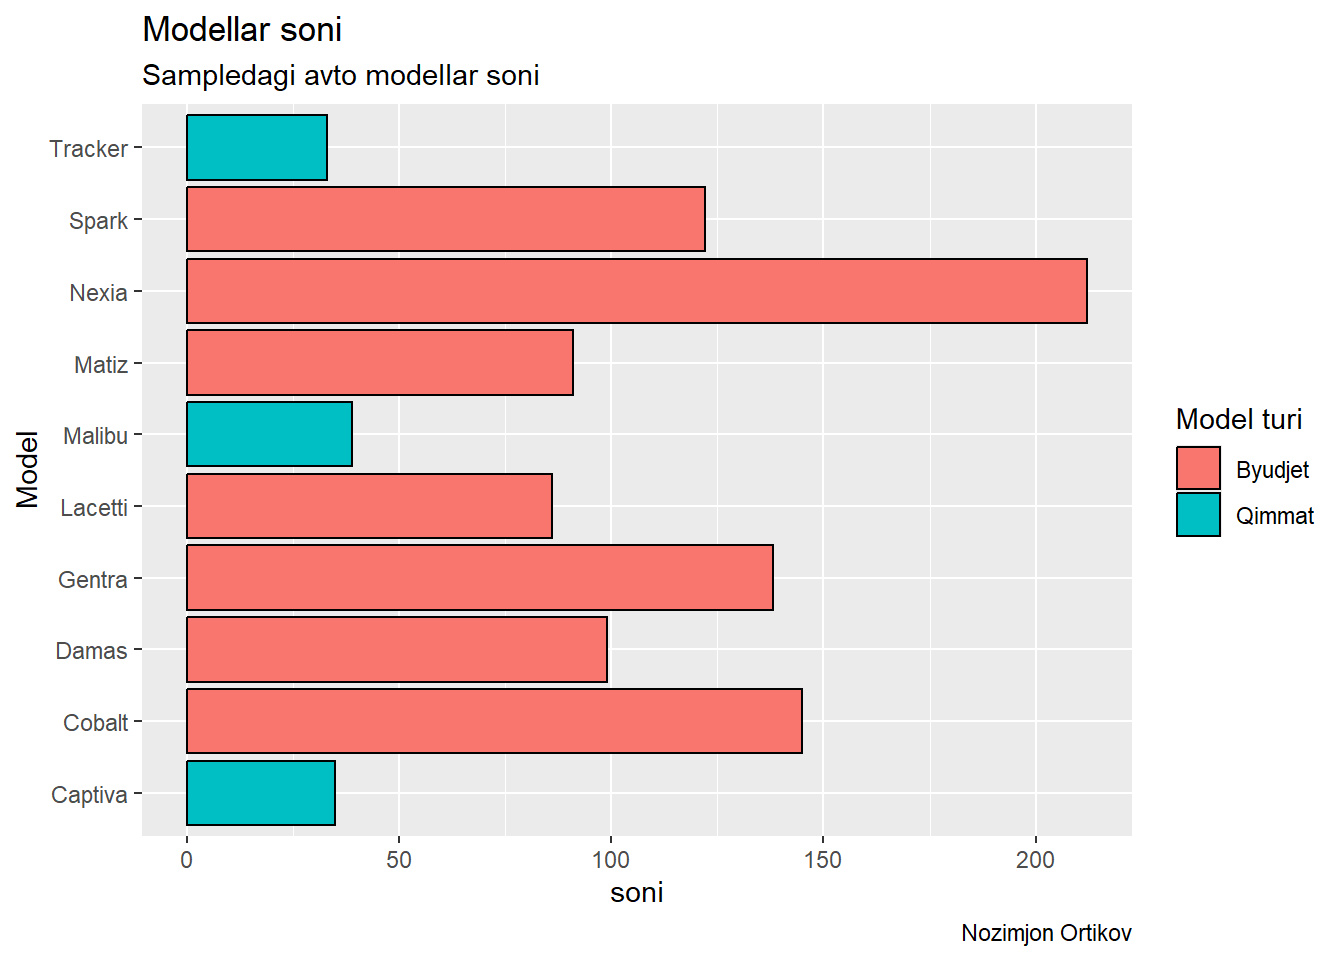 Modellar soni
Sampledagi avto modellar soni
Model
Tracker
Spark
Nexia
Matiz
Malibu
Lacetti
Gentra
Damas
Cobalt
Captiva
0 50 100 150 200
soni
Model turi
Byudjet
Qimmat
Nozimjon Ortikov